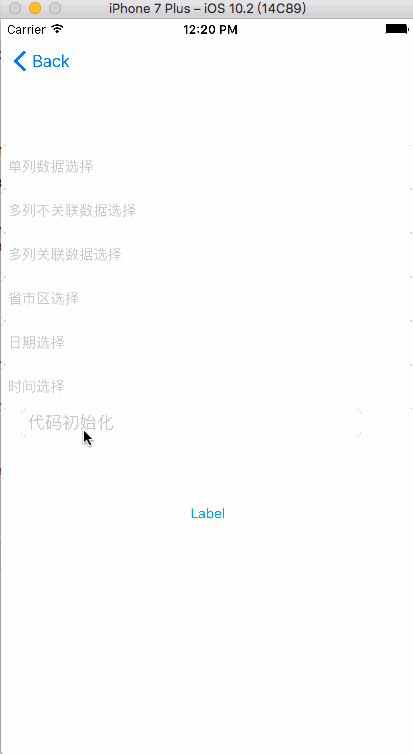 iPhone 7 Plus – iOS 10.2 (14C89)
Carrier 12:20 PM
Back
单列数据选择
多列不关联数据选择
多列关联数据选择
省市区选择
日期选择
时间选择
代码初始化
Label